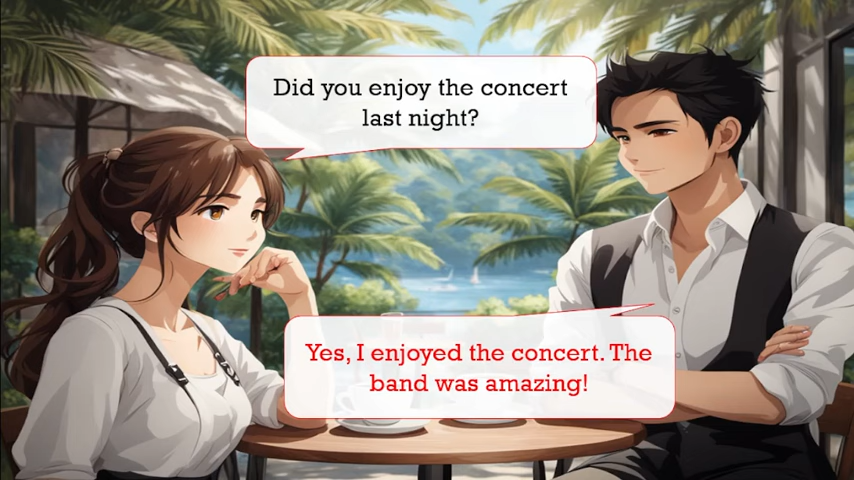 Did you enjoy the concert
last night?
Yes, I enjoyed the concert. The
band was amazing!